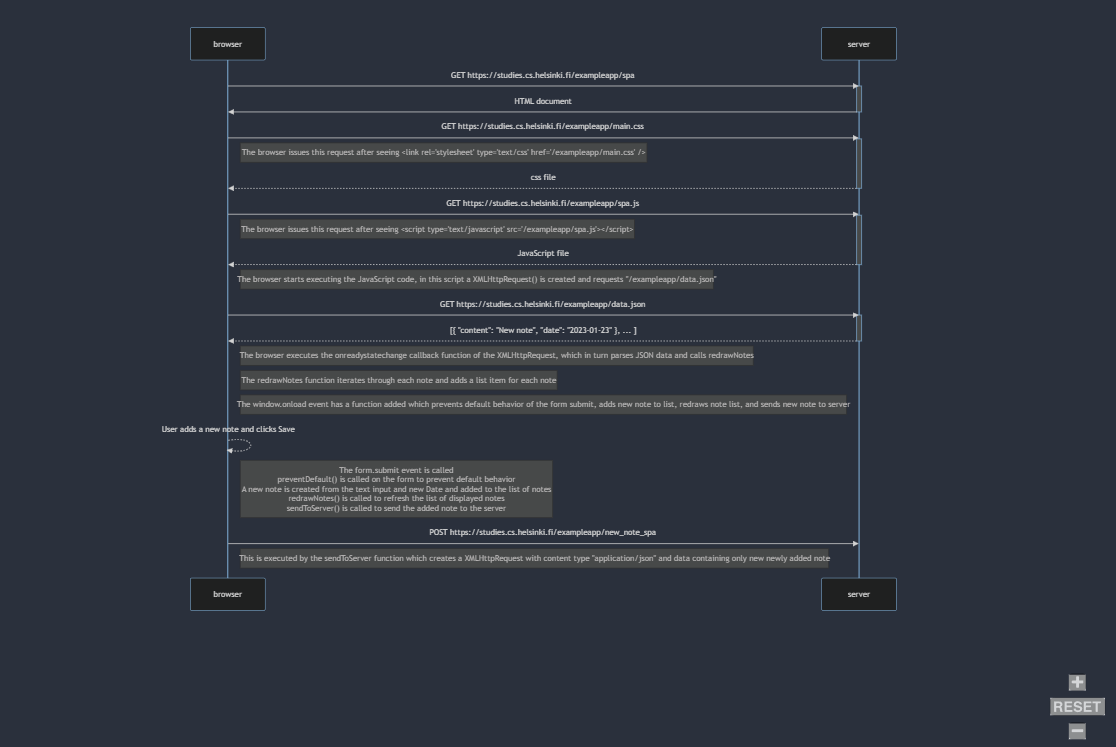 browser
server
GET https://studies.cs.helsinki.fi/exampleapp/spa
HTML document
GET https://studies.cs.helsinki.fi/exampleapp/main.css
The browser issues this request after seeing <link rel='stylesheet' type='text/css' href='/exampleapp/main.css' />
css file
GET https://studies.cs.helsinki.fi/exampleapp/spa.js
The browser issues this request after seeing <script type='text/javascript' src='/exampleapp/spa.js'></script>
JavaScript file
The browser starts executing the JavaScript code, in this script a XMLHttpRequest() is created and requests "/exampleapp/data.json"
GET https://studies.cs.helsinki.fi/exampleapp/data.json
[{ "content": "New note", "date": "2023-01-23" }, ... ]
The browser executes the onreadystatechange callback function of the XMLHttpRequest, which in turn parses JSON data and calls redrawNotes
The redrawNotes function iterates through each note and adds a list item for each note
The window.onload event has a function added which prevents default behavior of the form submit, adds new note to list, redraws note list, and sends new note to server
User adds a new note and clicks Save
The form.submit event is called
preventDefault() is called on the form to prevent default behavior
A new note is created from the text input and new Date and added to the list of notes
redrawNotes() is called to refresh the list of displayed notes
sendToServer() is called to send the added note to the server
POST https://studies.cs.helsinki.fi/exampleapp/new_note_spa
This is executed by the sendToServer function which creates a XMLHttpRequest with content type "application/json" and data containing only new newly added note
browser
server
+
RESET
−